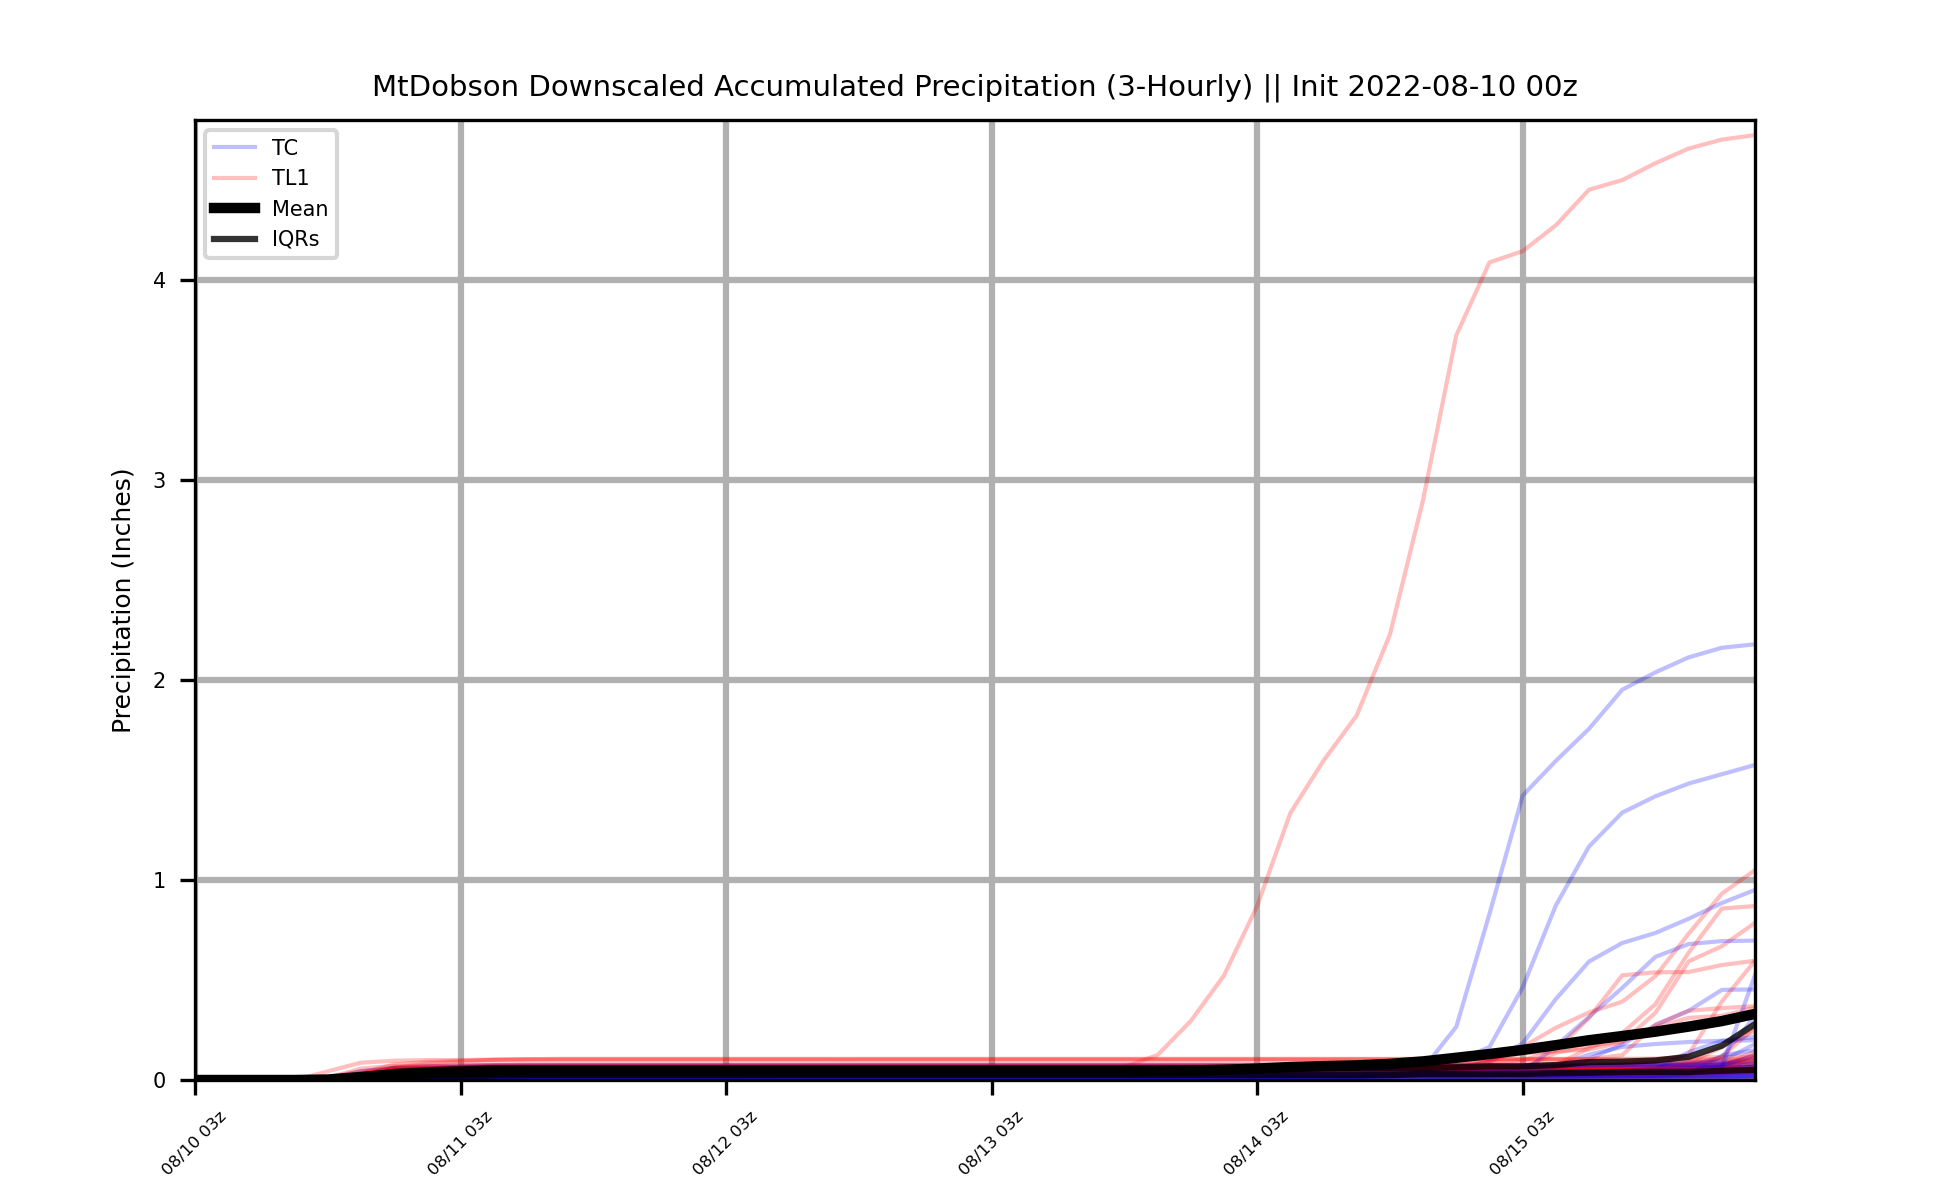 MtDobson Downscaled Accumulated Precipitation (3-Hourly) || Init 2022-08-10 00z
TC
TL1
Mean
IQRs
Precipitation (Inches)
4
3
2
1
0
08/10 03z
08/11 03z
08/12 03z
08/13 03z
08/14 03z
08/15 03z